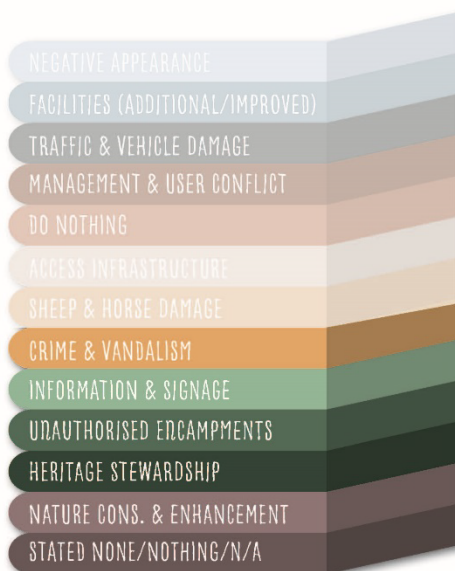 NEGATIVE APPEARANCE
FACILITIES (ADDITIONAL/IMPROVED)
TRAFFIC & VEHICLE DAMAGE
MANAGEMENT & USER CONFLICT
DO NOTHING
ACCESS INFRASTRUCTURE
SHEEP & HORSE DAMAGE
CRIME & VANDALISM
INFORMATION & SIGNAGE
UNAUTHORISED ENCAMPMENTS
HERITAGE STEWARDSHIP
NATURE CONS. & ENHANCEMENT
STATED NONE/NOTHING/N/A